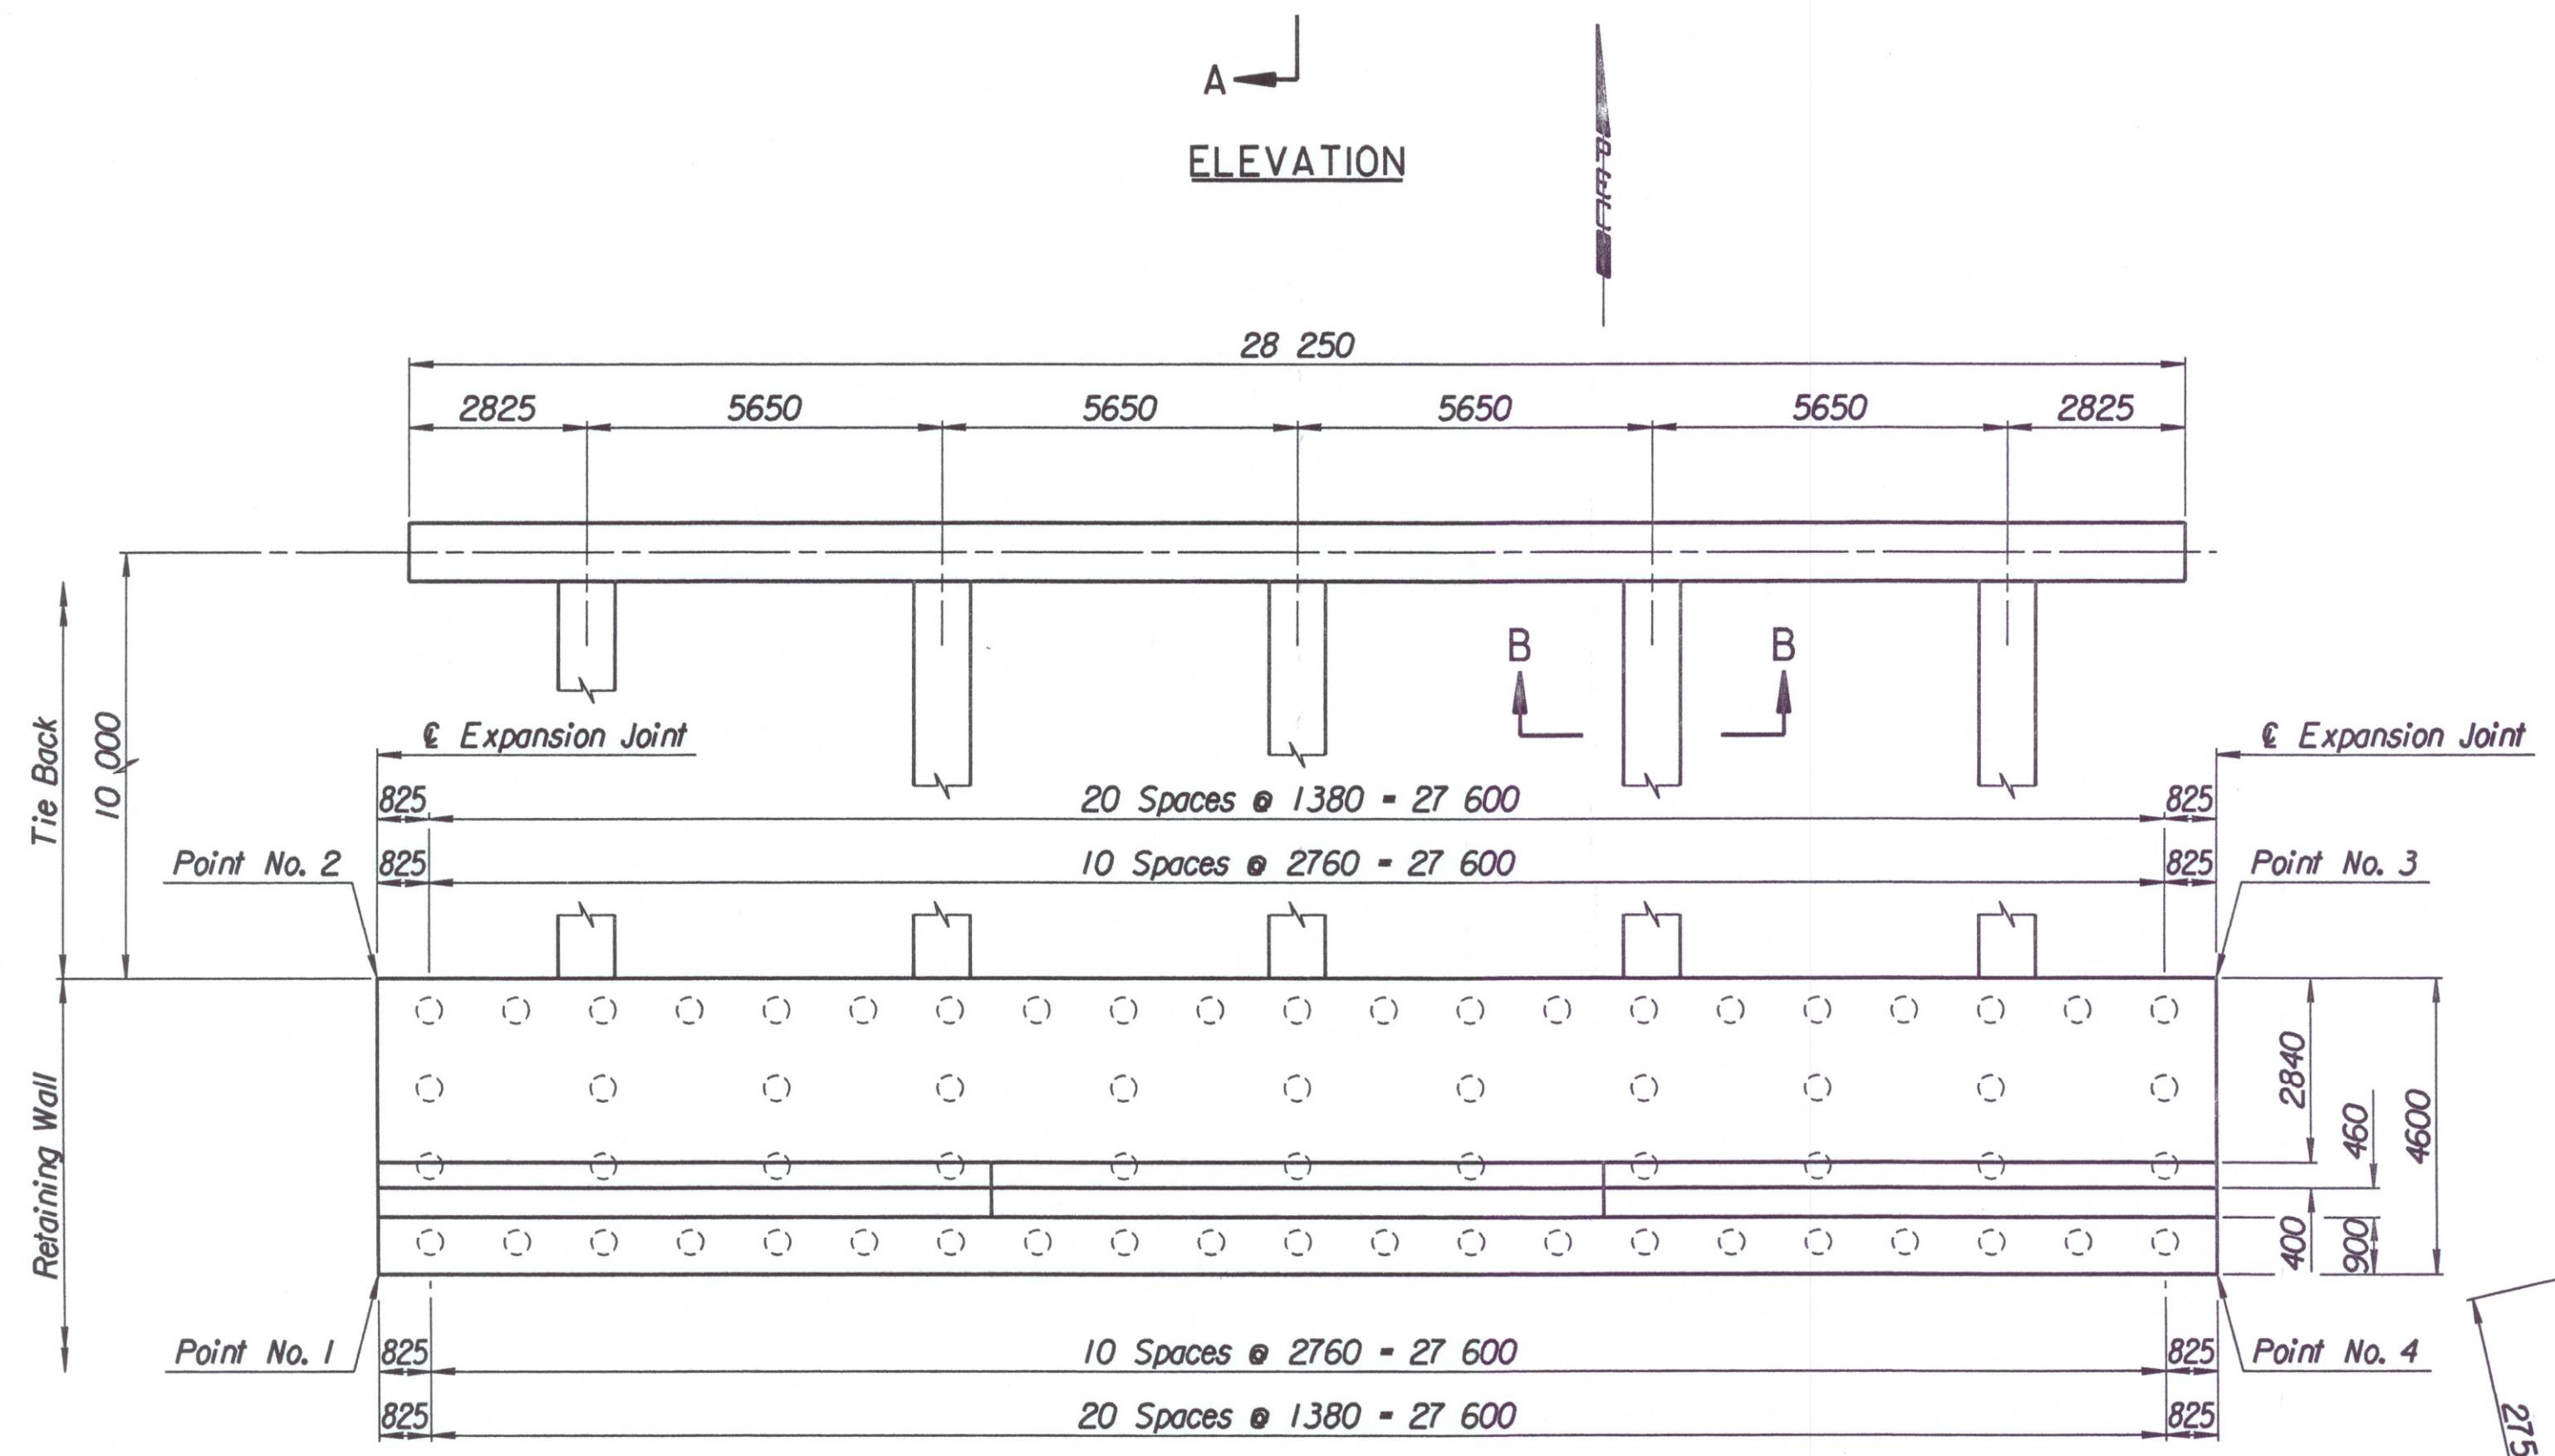 A
ELEVATION
28 250
2825 5650 5650 5650 5650 2825
B B
℄ Expansion Joint ℄ Expansion Joint
Tie Back
10 000
825 20 Spaces @ 1380 = 27 600 825
Point No. 2 825 10 Spaces @ 2760 = 27 600 825 Point No. 3
Retaining Wall
2840
460
4600
400
900
Point No. 1 825 10 Spaces @ 2760 = 27 600 825 Point No. 4
825 20 Spaces @ 1380 = 27 600 825
275